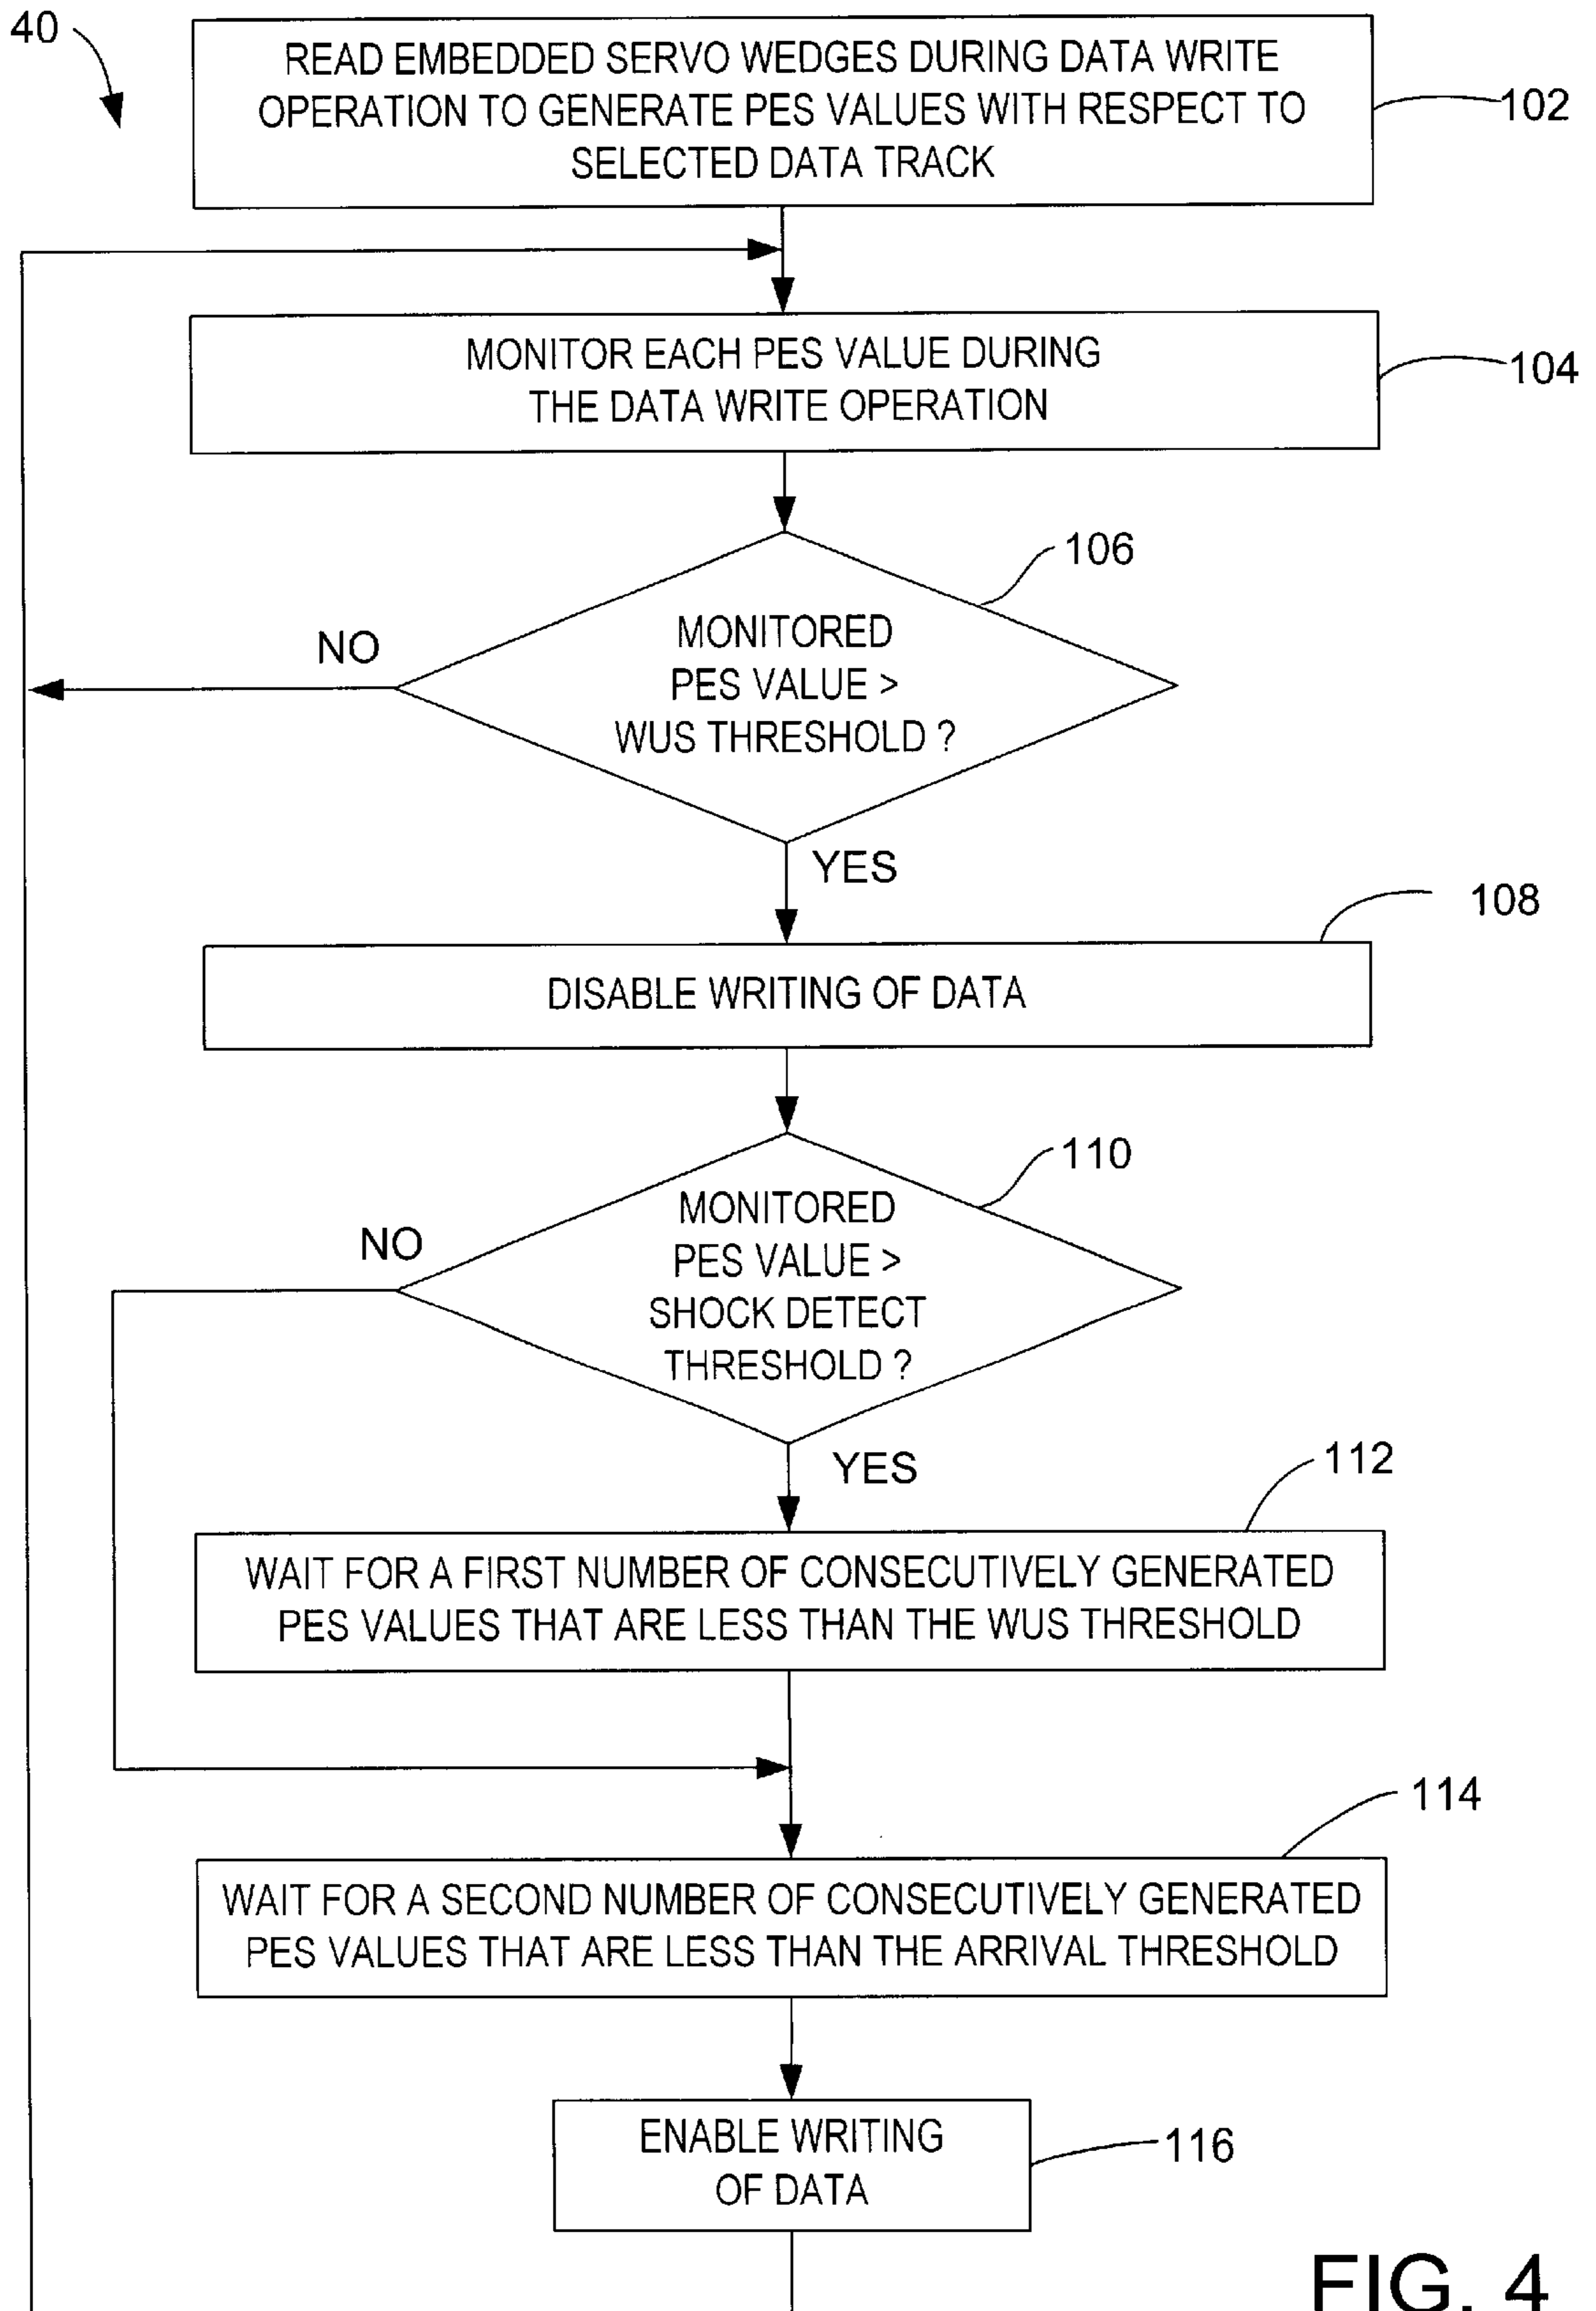 40
READ EMBEDDED SERVO WEDGES DURING DATA WRITE
OPERATION TO GENERATE PES VALUES WITH RESPECT TO
SELECTED DATA TRACK
102
MONITOR EACH PES VALUE DURING
THE DATA WRITE OPERATION
104
106
MONITORED
PES VALUE >
WUS THRESHOLD ?
NO
YES
108
DISABLE WRITING OF DATA
110
MONITORED
PES VALUE >
SHOCK DETECT
THRESHOLD ?
NO
YES
112
WAIT FOR A FIRST NUMBER OF CONSECUTIVELY GENERATED
PES VALUES THAT ARE LESS THAN THE WUS THRESHOLD
114
WAIT FOR A SECOND NUMBER OF CONSECUTIVELY GENERATED
PES VALUES THAT ARE LESS THAN THE ARRIVAL THRESHOLD
ENABLE WRITING
OF DATA
116
FIG. 4